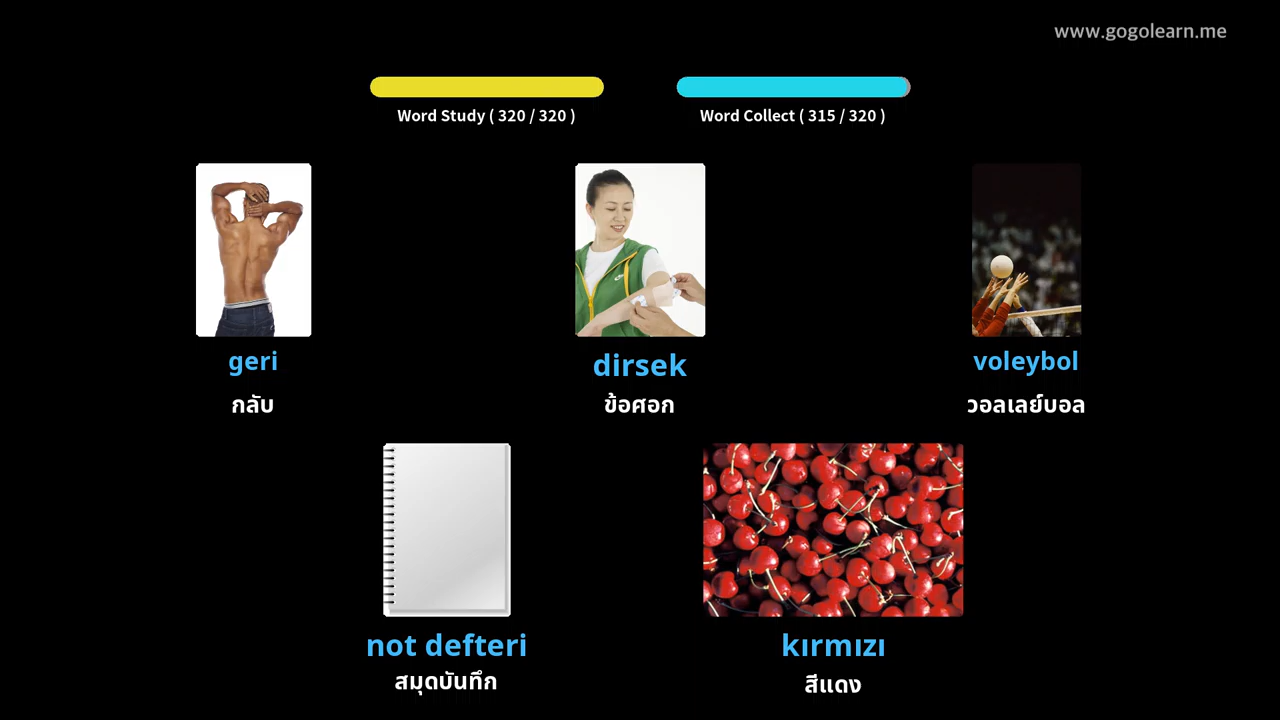 www.gogolearn.me
Word Study ( 320 / 320 )
Word Collect ( 315 / 320 )
geri
กลับ
dirsek
ข้อศอก
voleybol
วอลเลย์บอล
not defteri
สมุดบันทึก
kırmızı
สีแดง